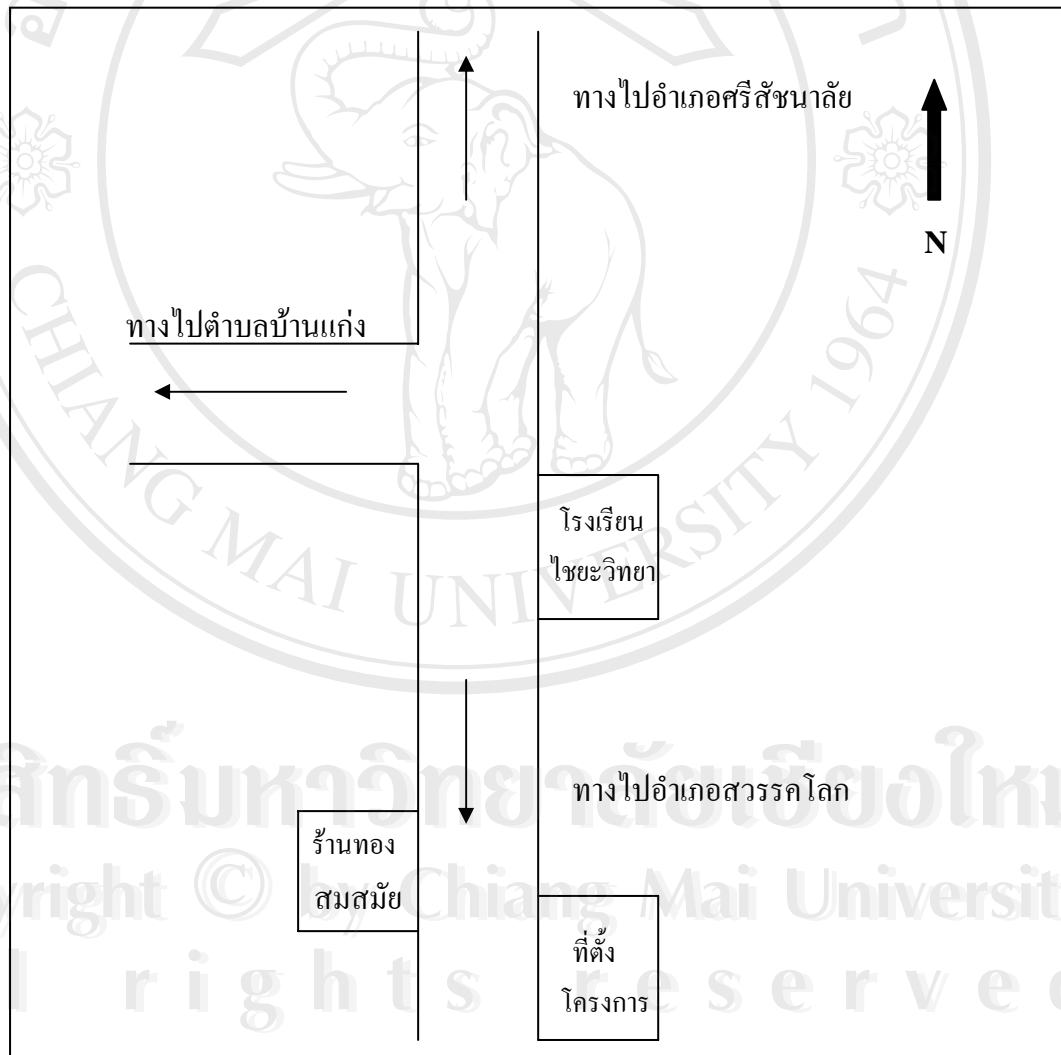 ทางไปอำเภอศรีสัชนาลัย
N
ทางไปตำบลบ้านแก่ง
โรงเรียน
ไชยะวิทยา
ทางไปอำเภอสวรรคโลก
ร้านทอง
สมสมัย
ที่ตั้ง
โครงการ
CHIANG MAI UNIVERSITY 1964
สิทธิ์มหาวิทยาลัยเชียงใหม
yright © by Chiang Mai Universit
l rights reserved